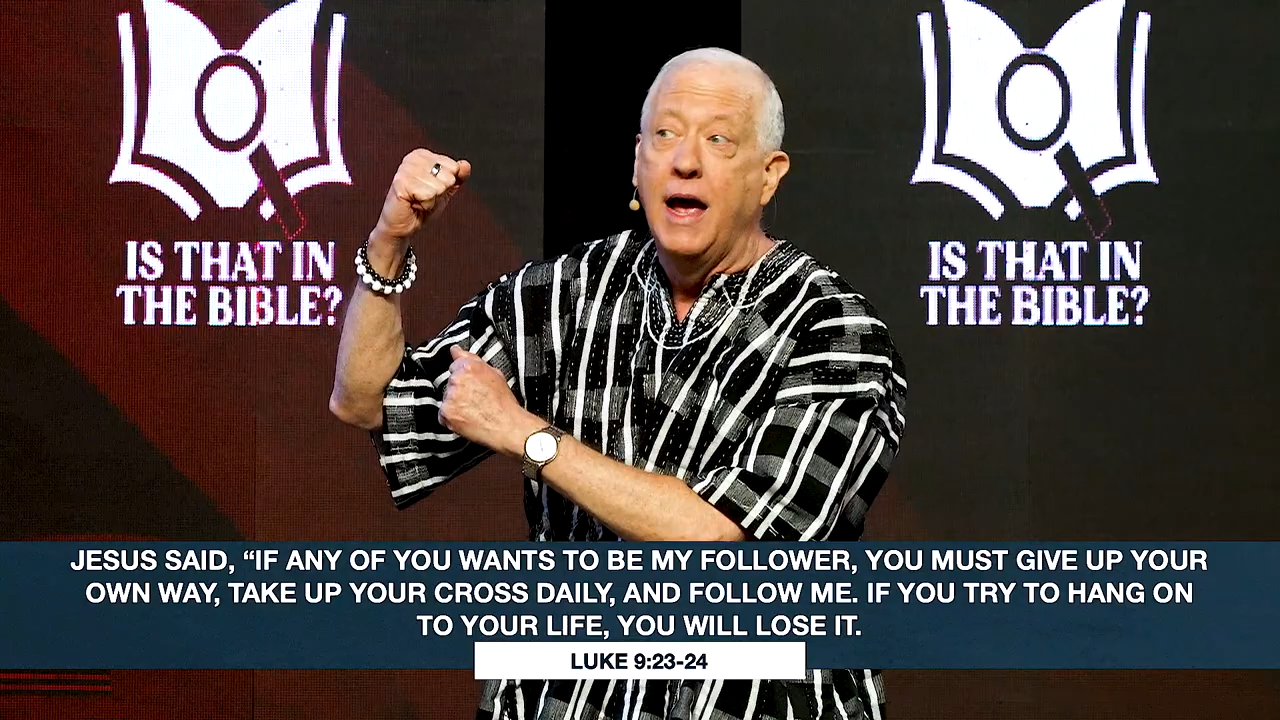 IS THAT IN
THE BIBLE?
IS THAT IN
THE BIBLE?
JESUS SAID, “IF ANY OF YOU WANTS TO BE MY FOLLOWER, YOU MUST GIVE UP YOUR
OWN WAY, TAKE UP YOUR CROSS DAILY, AND FOLLOW ME. IF YOU TRY TO HANG ON
TO YOUR LIFE, YOU WILL LOSE IT.
LUKE 9:23-24